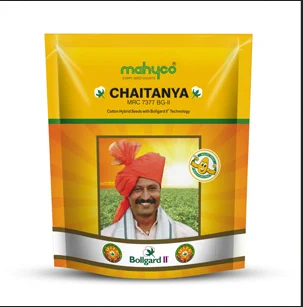 mahyco
CHAITANYA
MRC 7377 BG-II
Cotton Hybrid Seeds with Bollgard II® Technology
Bollgard II®